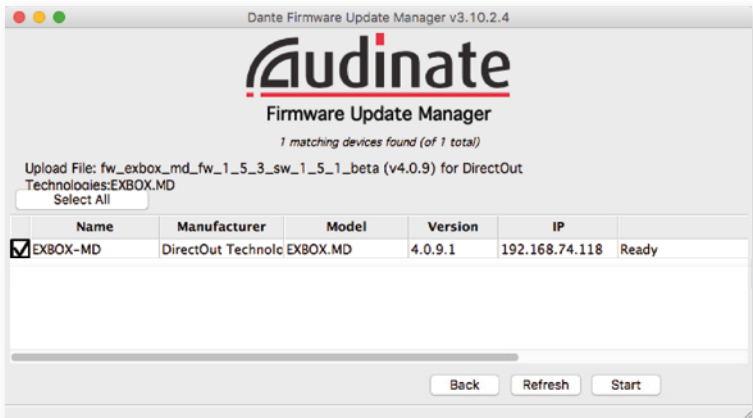 Dante Firmware Update Manager v3.10.2.4
Audinate
Firmware Update Manager
1 matching devices found (of 1 total)
Upload File: fw_exbox_md_fw_1_5_3_sw_1_5_1_beta (v4.0.9) for DirectOut
Technologies:EXBOX.MD
Select All
Name Manufacturer Model Version IP
EXBOX-MD DirectOut Technolo EXBOX.MD 4.0.9.1 192.168.74.118 Ready
Back Refresh Start